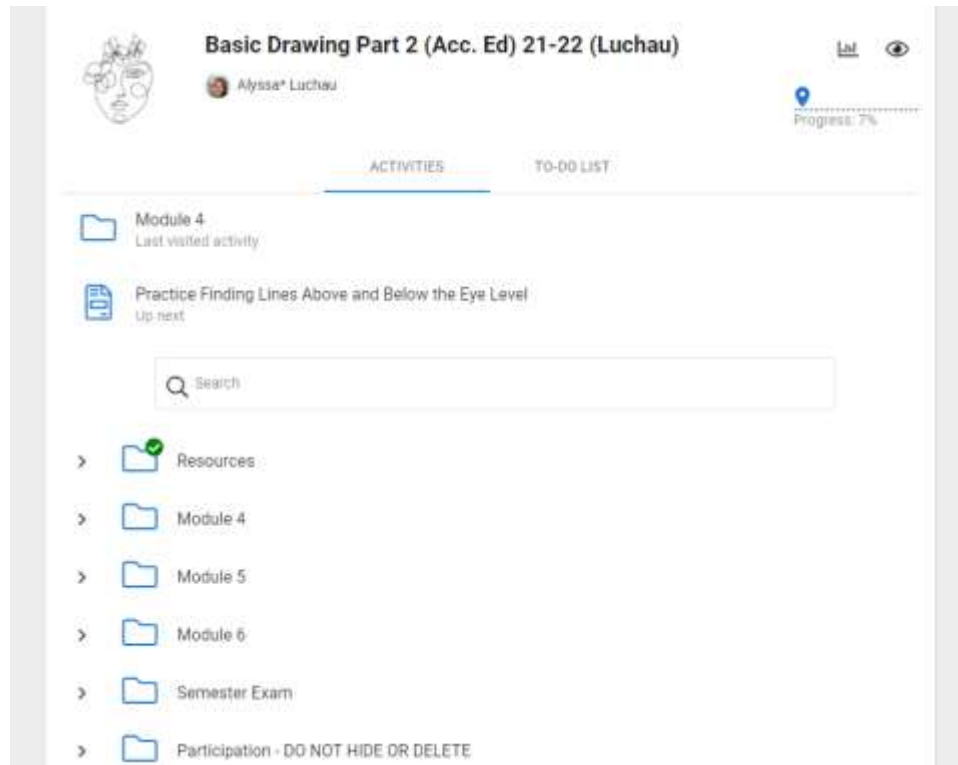 Basic Drawing Part 2 (Acc. Ed) 21-22 (Luchau)
Alyssa* Luchau
Progress: 7%
ACTIVITIES
TO-DO LIST
Module 4
Last visited activity
Practice Finding Lines Above and Below the Eye Level
Up next
Search
Resources
Module 4
Module 5
Module 6
Semester Exam
Participation - DO NOT HIDE OR DELETE